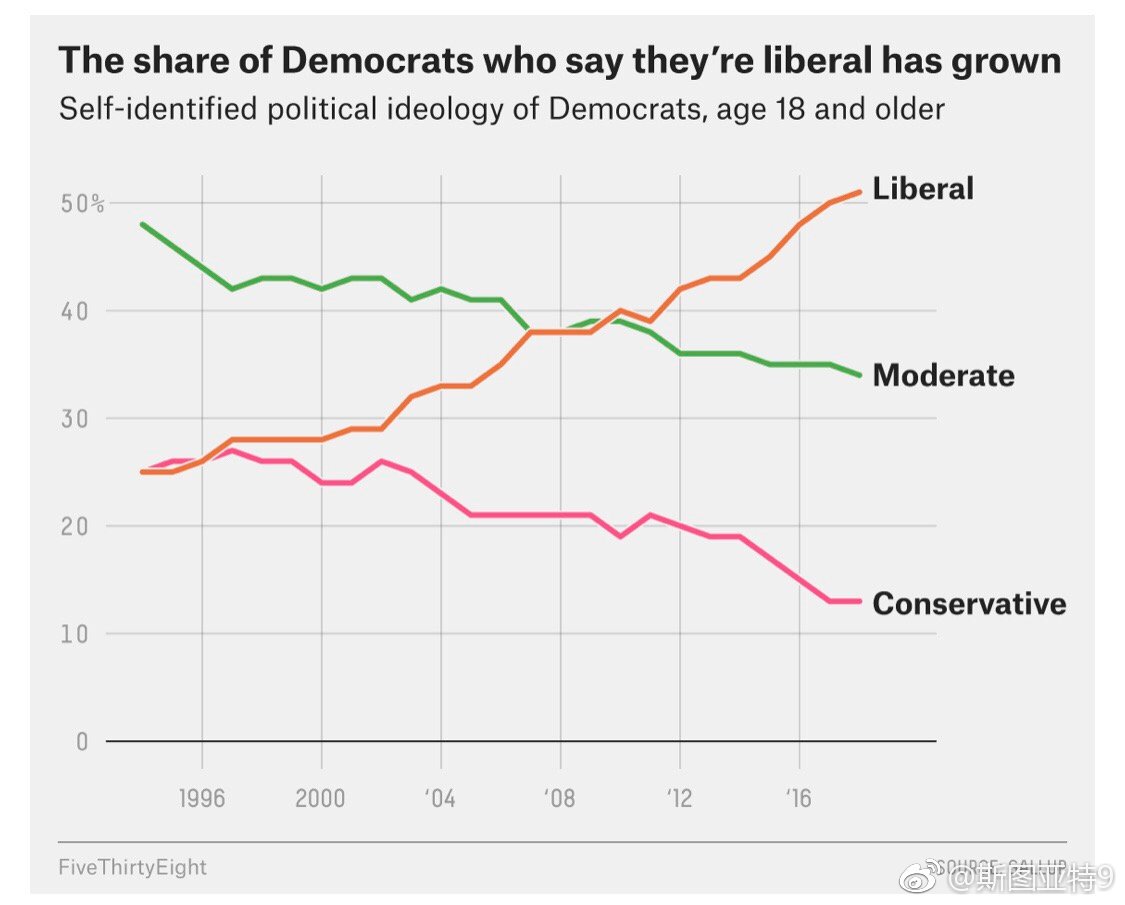 The share of Democrats who say they’re liberal has grown
Self-identified political ideology of Democrats, age 18 and older
50%
Liberal
40
Moderate
30
20
Conservative
10
0
1996 2000 ‘04 ‘08 ‘12 ‘16
FiveThirtyEight
SOURCE: GALLUP
@斯图亚特9